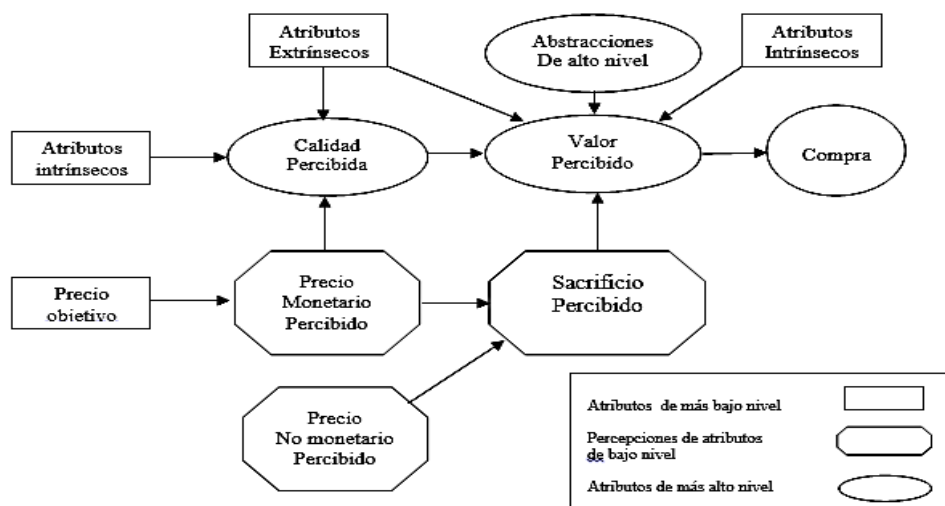 Atributos
Extrínsecos
Abstracciones
De alto nivel
Atributos
Intrínsecos
Atributos
intrínsecos
Calidad
Percibida
Valor
Percibido
Compra
Precio
objetivo
Precio
Monetario
Percibido
Sacrificio
Percibido
Precio
No monetario
Percibido
Atributos de más bajo nivel
Percepciones de atributos
de bajo nivel
Atributos de más alto nivel